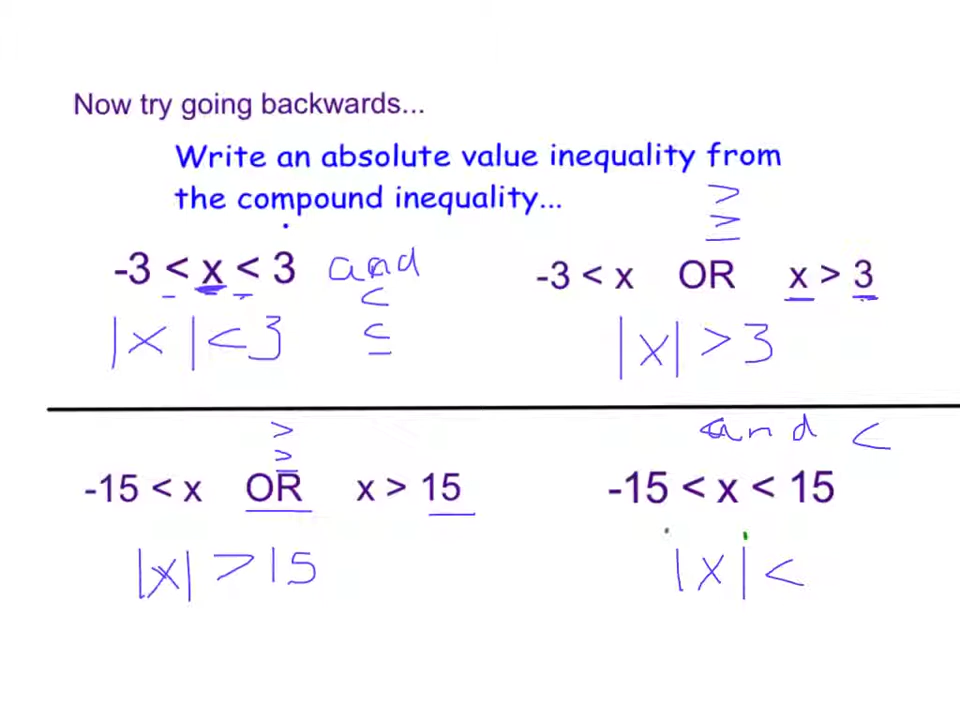 Now try going backwards...
Write an absolute value inequality from
the compound inequality...
>
≥
-3 < x < 3 and
<
≤
|x| < 3
-3 < x OR x > 3
|x| > 3
>
≥
-15 < x OR x > 15
|x| > 15
and <
-15 < x < 15
|x| <